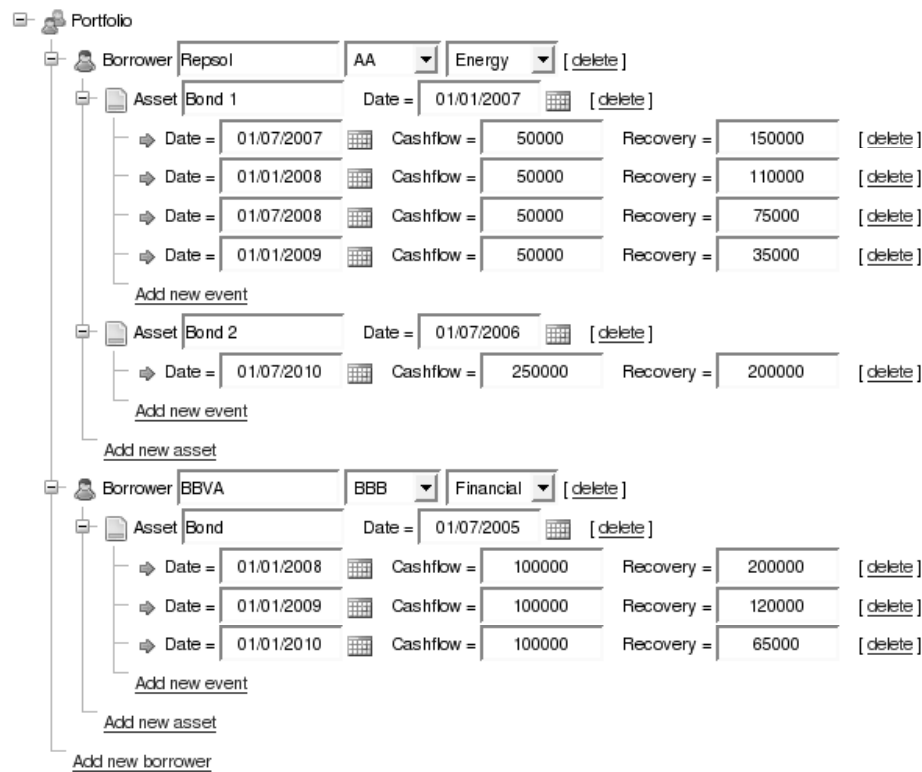 Portfolio
Borrower Repsol AA Energy [ delete ]
Asset Bond 1 Date = 01/01/2007 [ delete ]
Date = 01/07/2007 Cashflow = 50000 Recovery = 150000 [ delete ]
Date = 01/01/2008 Cashflow = 50000 Recovery = 110000 [ delete ]
Date = 01/07/2008 Cashflow = 50000 Recovery = 75000 [ delete ]
Date = 01/01/2009 Cashflow = 50000 Recovery = 35000 [ delete ]
Add new event
Asset Bond 2 Date = 01/07/2006 [ delete ]
Date = 01/07/2010 Cashflow = 250000 Recovery = 200000 [ delete ]
Add new event
Add new asset
Borrower BBVA BBB Financial [ delete ]
Asset Bond Date = 01/07/2005 [ delete ]
Date = 01/01/2008 Cashflow = 100000 Recovery = 200000 [ delete ]
Date = 01/01/2009 Cashflow = 100000 Recovery = 120000 [ delete ]
Date = 01/01/2010 Cashflow = 100000 Recovery = 65000 [ delete ]
Add new event
Add new asset
Add new borrower